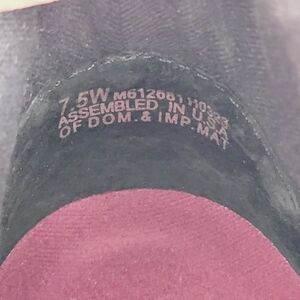 7.5W
ASSEMBLED IN U.S.A
OF DOM. & IMP. MAT